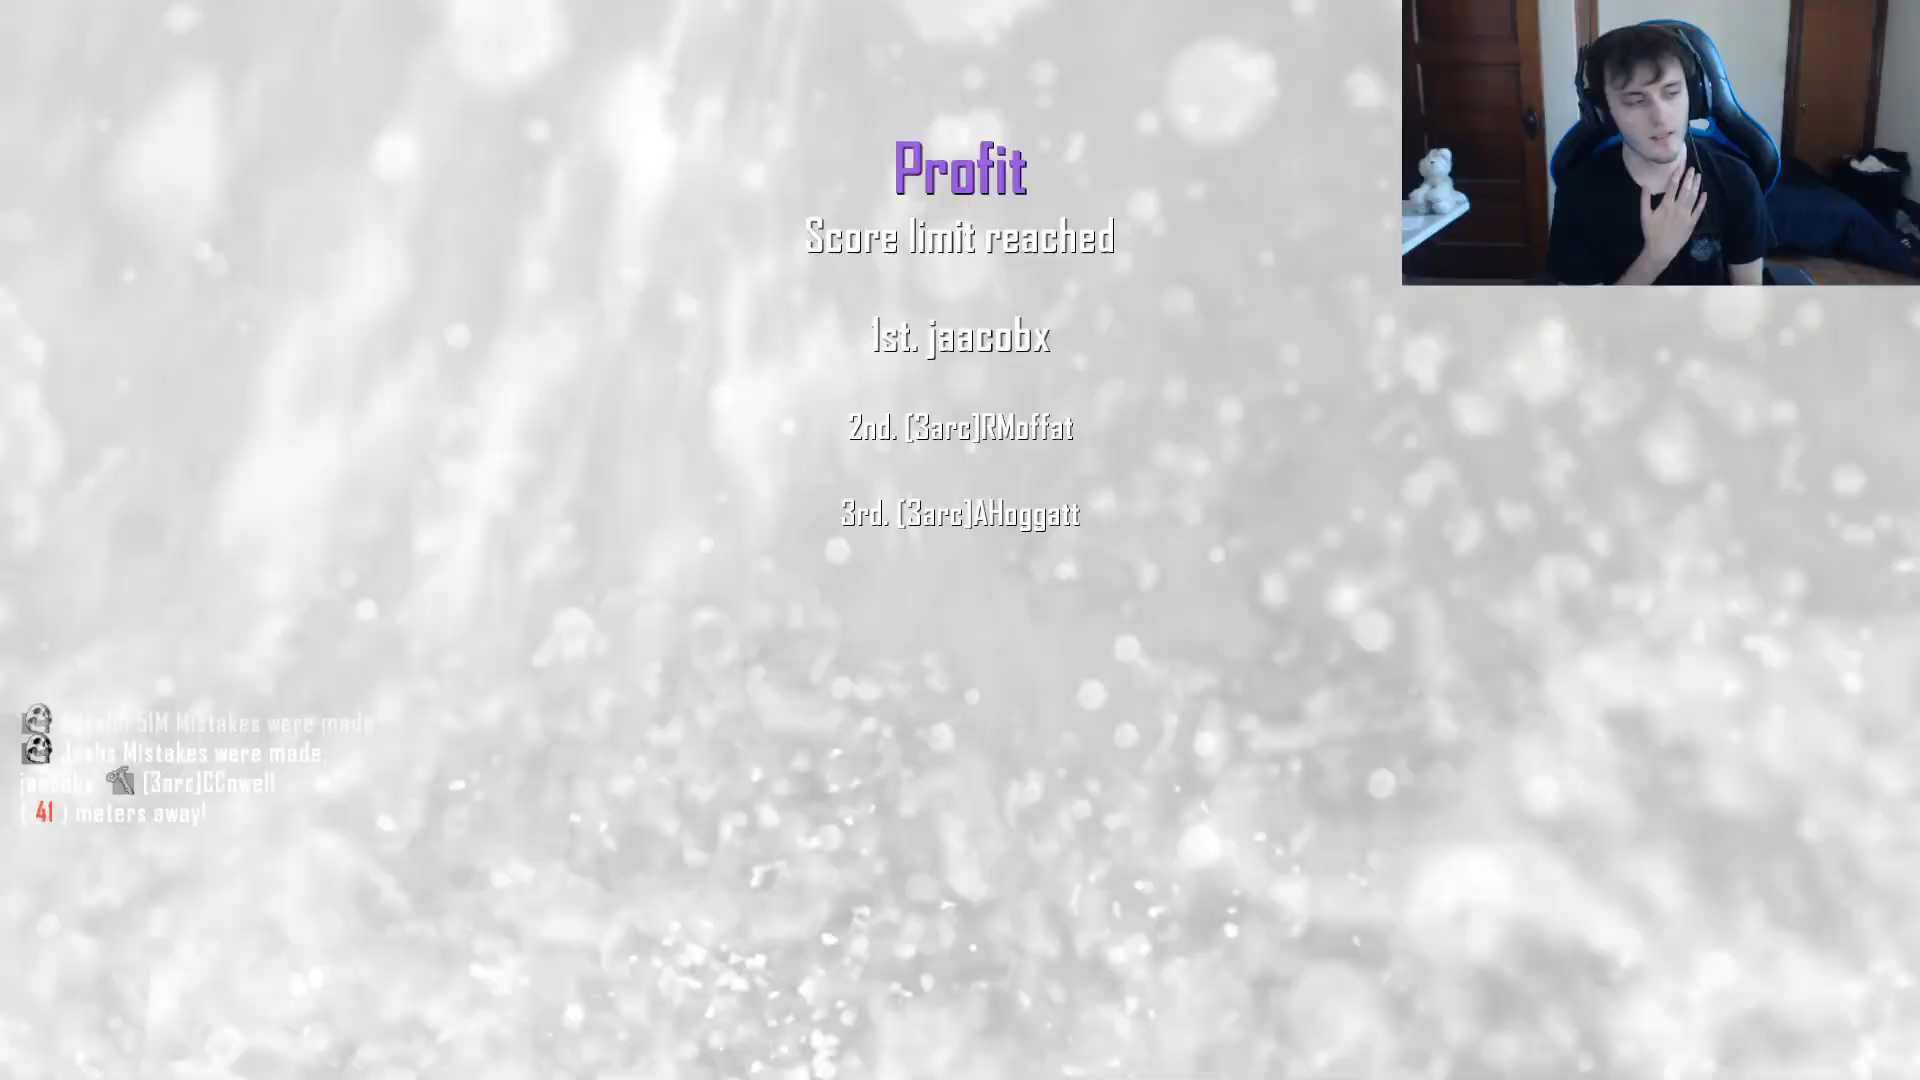 Profit
Score limit reached
1st. jaacobx
2nd. [3arc]RMoffat
3rd. [3arc]AHoggatt
SIM Mistakes were made
Mistakes were made.
[3arc]CCowell
( 41 ) meters away!